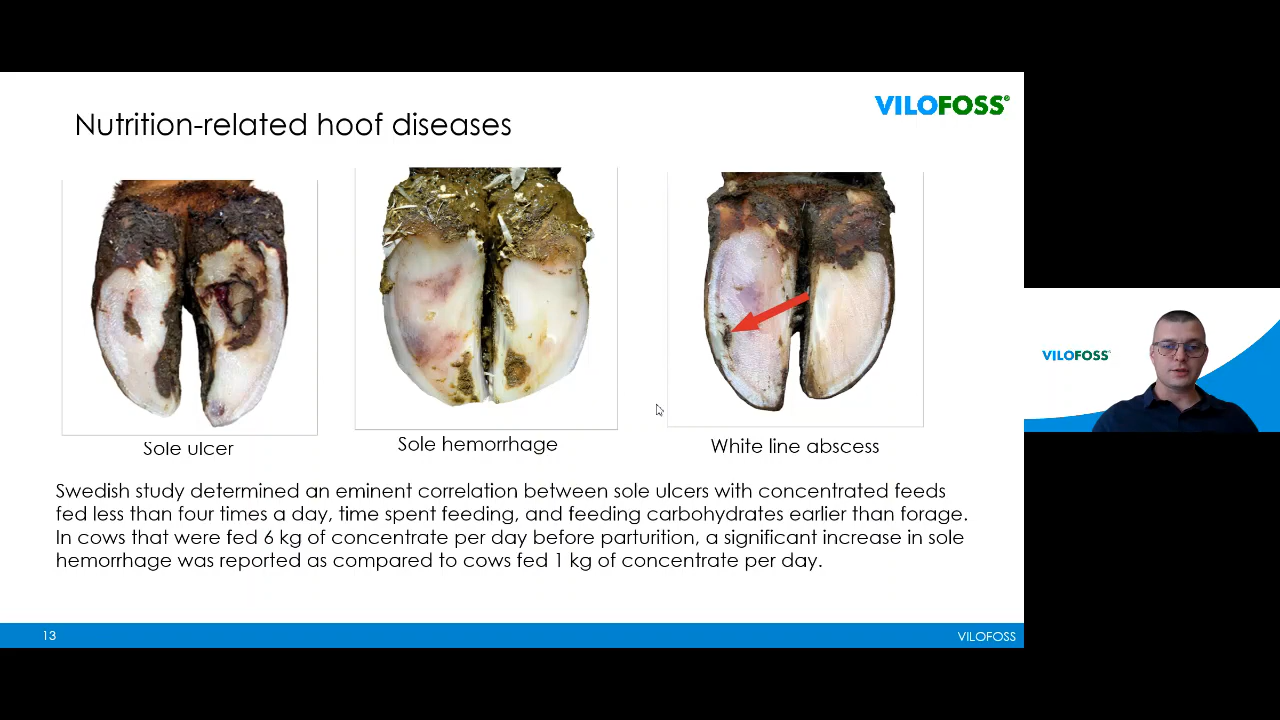 VILOFOSS®
Nutrition-related hoof diseases
Sole ulcer
Sole hemorrhage
White line abscess
Swedish study determined an eminent correlation between sole ulcers with concentrated feeds
fed less than four times a day, time spent feeding, and feeding carbohydrates earlier than forage.
In cows that were fed 6 kg of concentrate per day before parturition, a significant increase in sole
hemorrhage was reported as compared to cows fed 1 kg of concentrate per day.
13
VILOFOSS
VILOFOSS®